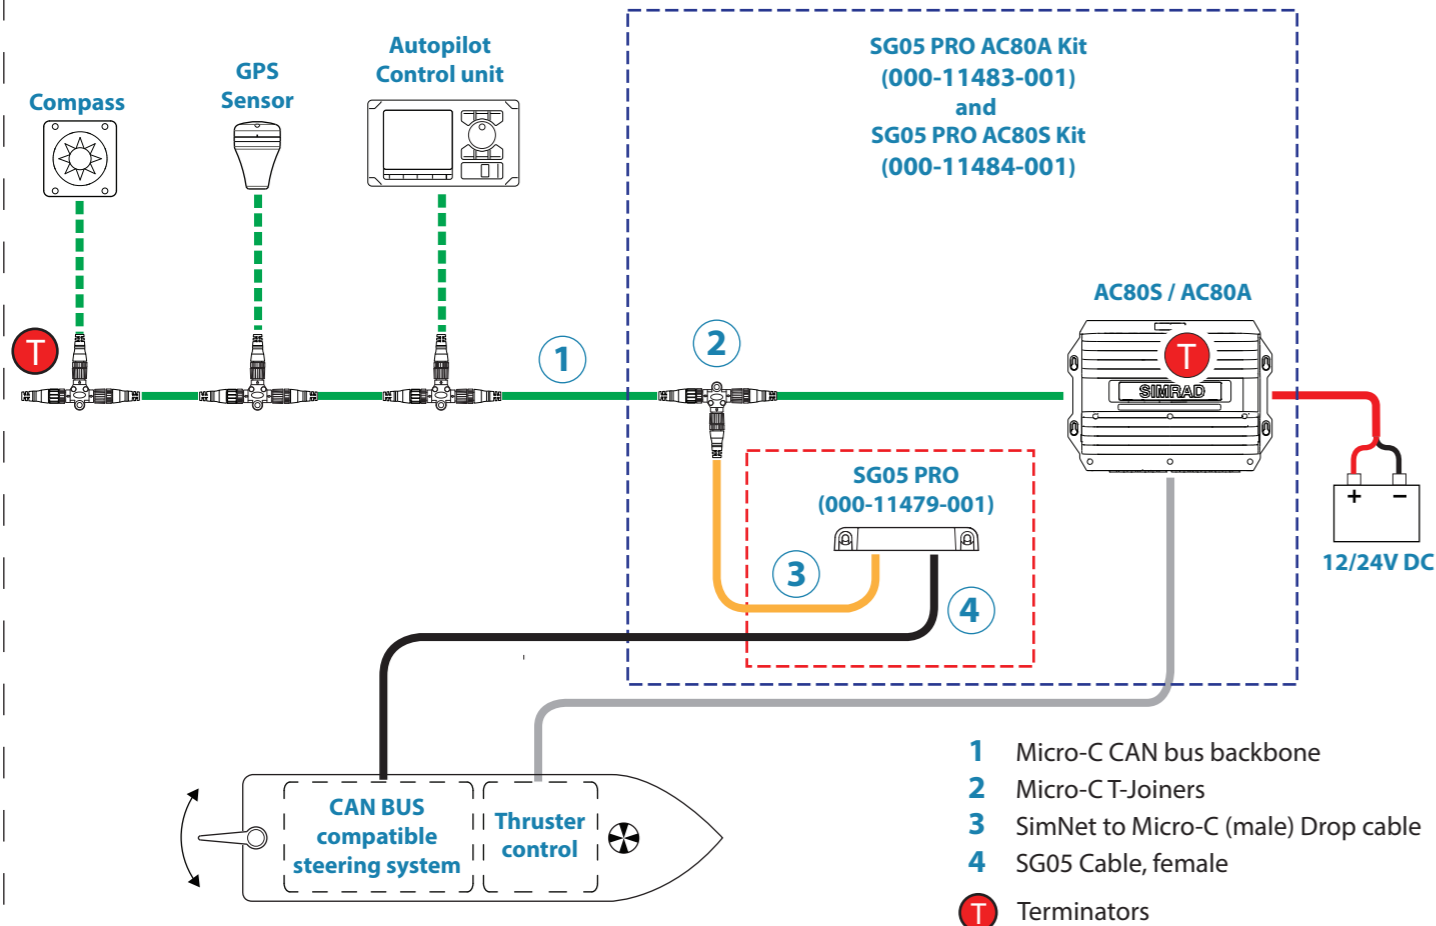 Autopilot
Control unit
GPS
Sensor
Compass
SG05 PRO AC80A Kit
(000-11483-001)
and
SG05 PRO AC80S Kit
(000-11484-001)
AC80S / AC80A
T
1
2
T
SIMRAD
SG05 PRO
(000-11479-001)
3
4
+ −
12/24V DC
CAN BUS
compatible
steering system
Thruster
control
1 Micro-C CAN bus backbone
2 Micro-C T-Joiners
3 SimNet to Micro-C (male) Drop cable
4 SG05 Cable, female
T Terminators